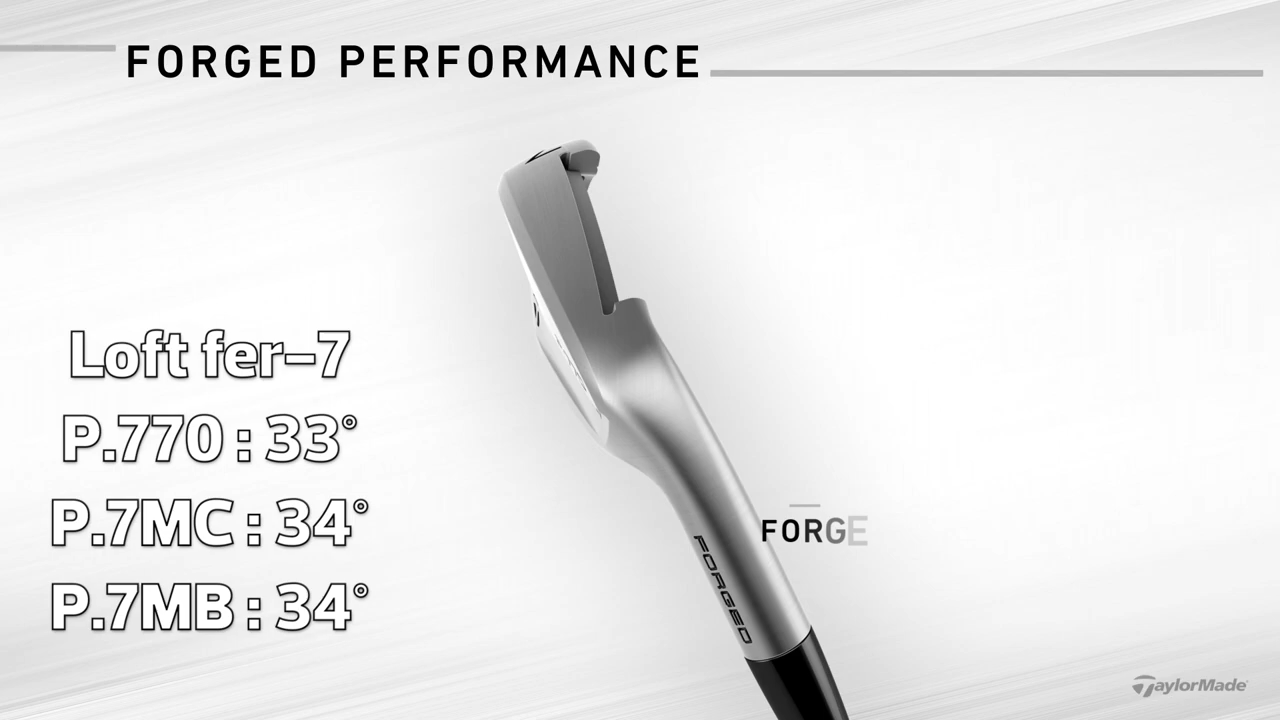 FORGED PERFORMANCE
Loft fer-7
P.770 : 33°
P.7MC : 34°
P.7MB : 34°
FORGE
FORGED
TaylorMade